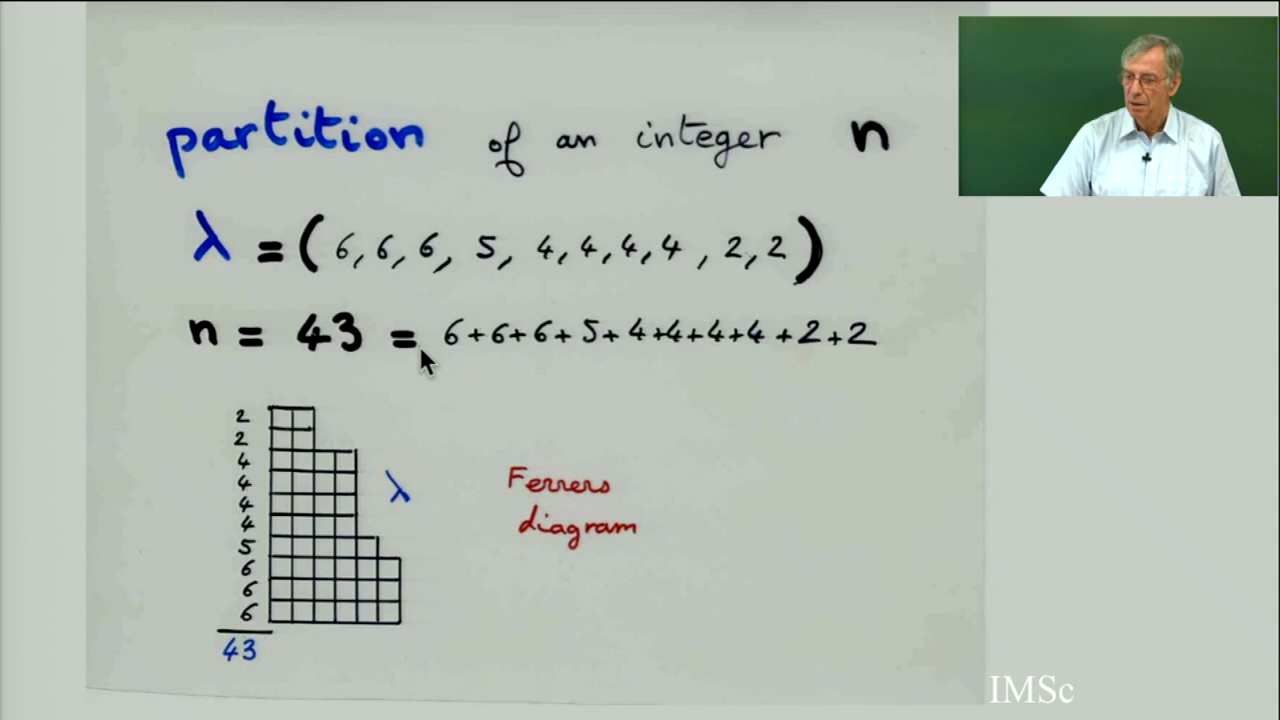 partition of an integer n
λ = (6, 6, 6, 5, 4, 4, 4, 4, 2, 2)
n = 43 = 6+6+6+5+4+4+4+4+2+2
2
2
4
4
4
4
5
6
6
6
43
λ
Ferrers
diagram
IMSc